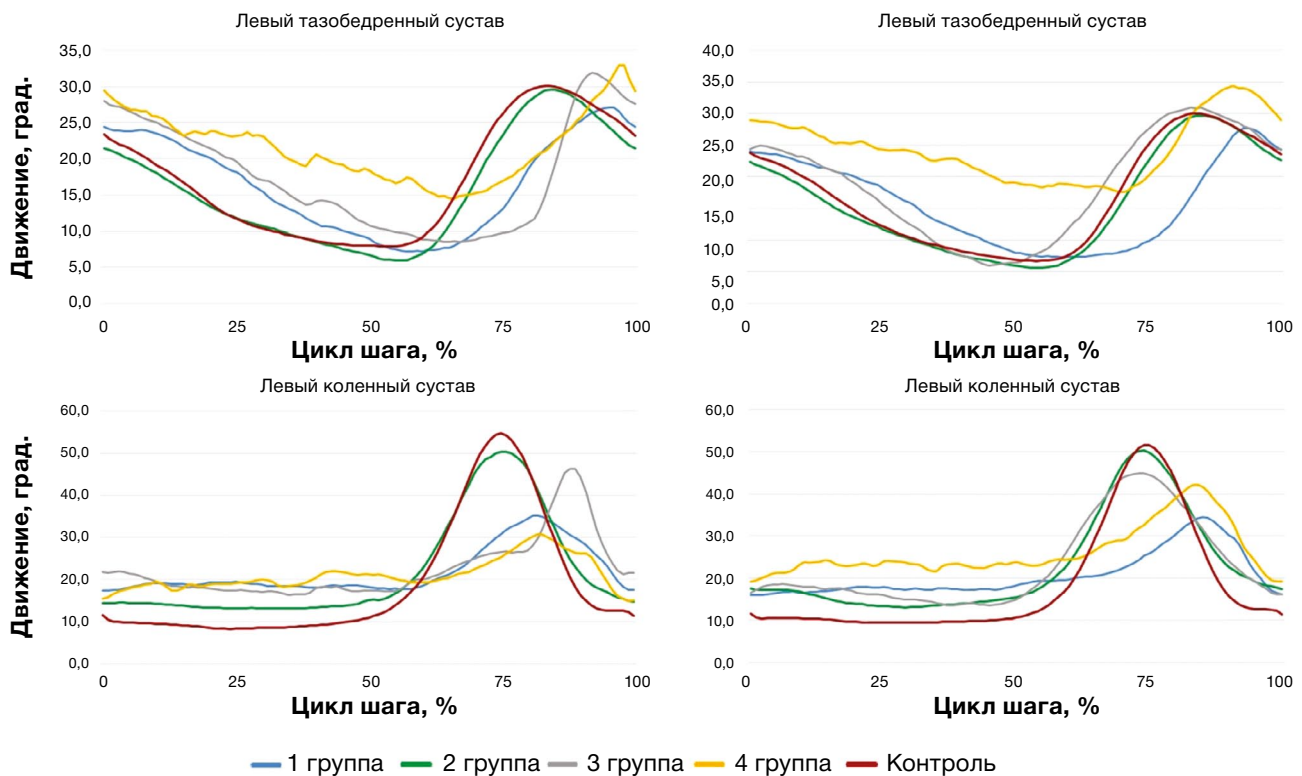 Левый тазобедренный сустав
Движение, град.
35,0
30,0
25,0
20,0
15,0
10,0
5,0
0,0
0 25 50 75 100
Цикл шага, %
Левый тазобедренный сустав
40,0
35,0
30,0
25,0
20,0
15,0
10,0
5,0
0,0
0 25 50 75 100
Цикл шага, %
Левый коленный сустав
Движение, град.
60,0
50,0
40,0
30,0
20,0
10,0
0,0
0 25 50 75 100
Цикл шага, %
Левый коленный сустав
60,0
50,0
40,0
30,0
20,0
10,0
0,0
0 25 50 75 100
Цикл шага, %
1 группа 2 группа 3 группа 4 группа Контроль